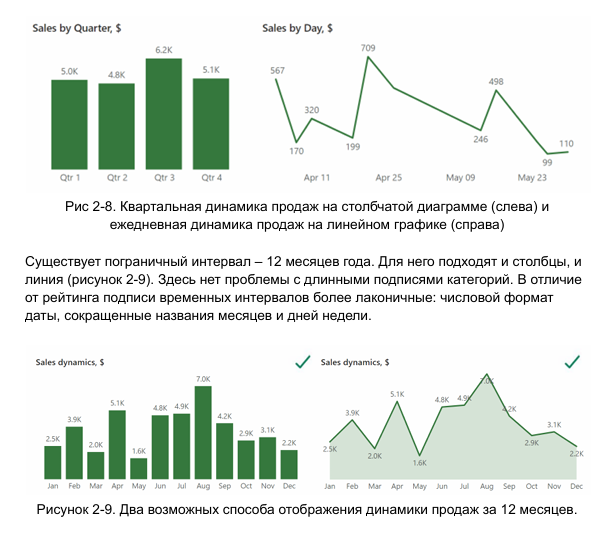 Sales by Quarter, $
5.0K
4.8K
6.2K
5.1K
Qtr 1 Qtr 2 Qtr 3 Qtr 4
Sales by Day, $
567
170
320
199
709
246
498
99
110
Apr 11 Apr 25 May 09 May 23
Рис 2-8. Квартальная динамика продаж на столбчатой диаграмме (слева) и
ежедневная динамика продаж на линейном графике (справа)
Существует пограничный интервал – 12 месяцев года. Для него подходят и столбцы, и
линия (рисунок 2-9). Здесь нет проблемы с длинными подписями категорий. В отличие
от рейтинга подписи временных интервалов более лаконичные: числовой формат
даты, сокращенные названия месяцев и дней недели.
Sales dynamics, $
2.5K 3.9K 2.0K 5.1K 1.6K 4.8K 4.9K 7.0K 4.2K 2.9K 3.1K 2.2K
Jan Feb Mar Apr May Jun Jul Aug Sep Oct Nov Dec
Sales dynamics, $
2.5K 3.9K 2.0K 5.1K 1.6K 4.8K 4.9K 7.0K 4.2K 2.9K 3.1K 2.2K
Jan Feb Mar Apr May Jun Jul Aug Sep Oct Nov Dec
Рисунок 2-9. Два возможных способа отображения динамики продаж за 12 месяцев.